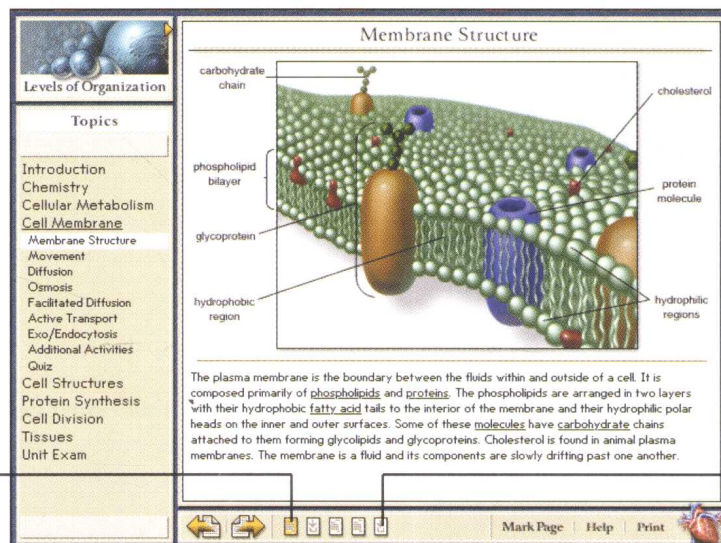 Levels of Organization
Topics
Introduction
Chemistry
Cellular Metabolism
Cell Membrane
Membrane Structure
Movement
Diffusion
Osmosis
Facilitated Diffusion
Active Transport
Exo/Endocytosis
Additional Activities
Quiz
Cell Structures
Protein Synthesis
Cell Division
Tissues
Unit Exam
Membrane Structure
carbohydrate
chain
cholesterol
phospholipid
bilayer
protein
molecule
glycoprotein
hydrophobic
region
hydrophilic
regions
The plasma membrane is the boundary between the fluids within and outside of a cell. It is
composed primarily of phospholipids and proteins. The phospholipids are arranged in two layers
with their hydrophobic fatty acid tails to the interior of the membrane and their hydrophilic polar
heads on the inner and outer surfaces. Some of these molecules have carbohydrate chains
attached to them forming glycolipids and glycoproteins. Cholesterol is found in animal plasma
membranes. The membrane is a fluid and its components are slowly drifting past one another.
Mark Page | Help | Print